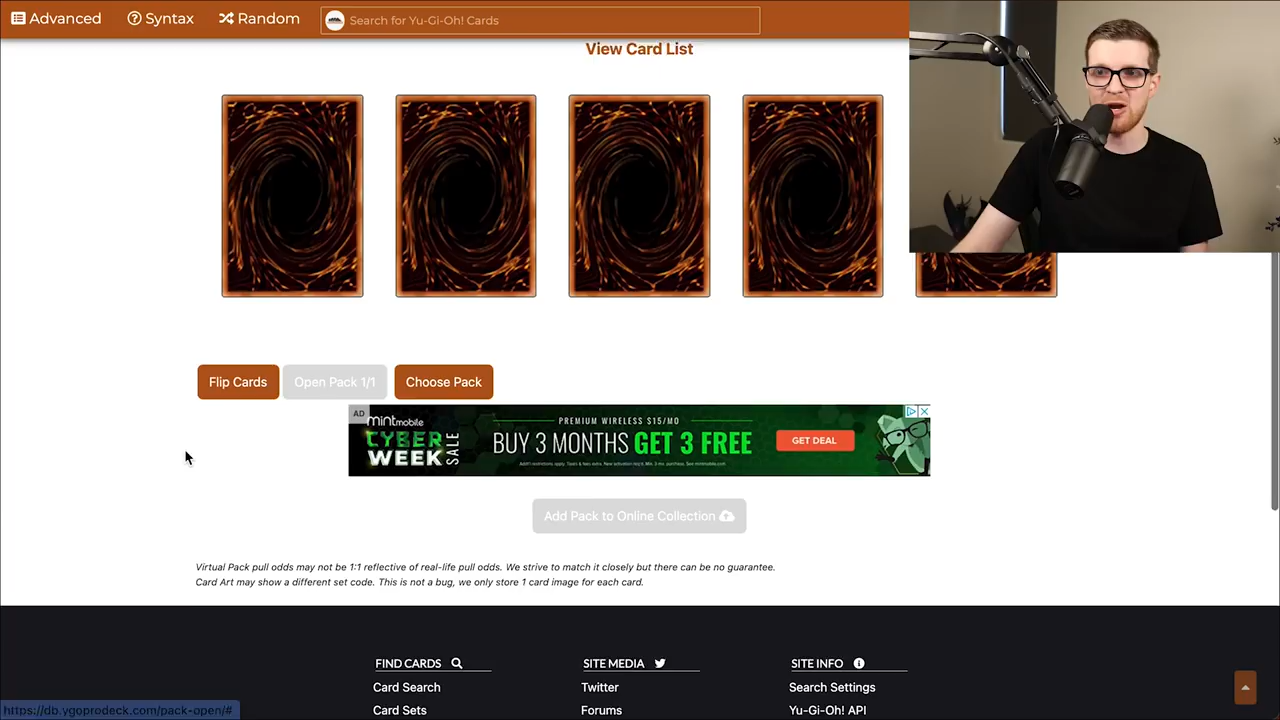 Advanced
Syntax
Random
Search for Yu-Gi-Oh! Cards
View Card List
Flip Cards
Open Pack 1/1
Choose Pack
AD
mintmobile
CYBER
WEEK
SALE
PREMIUM WIRELESS $15/MO
BUY 3 MONTHS GET 3 FREE
GET DEAL
Add Pack to Online Collection
Virtual Pack pull odds may not be 1:1 reflective of real-life pull odds. We strive to match it closely but there can be no guarantee.
Card Art may show a different set code. This is not a bug, we only store 1 card image for each card.
FIND CARDS
Card Search
Card Sets
SITE MEDIA
Twitter
Forums
SITE INFO
Search Settings
Yu-Gi-Oh! API
https://db.ygoprodeck.com/pack-open/#